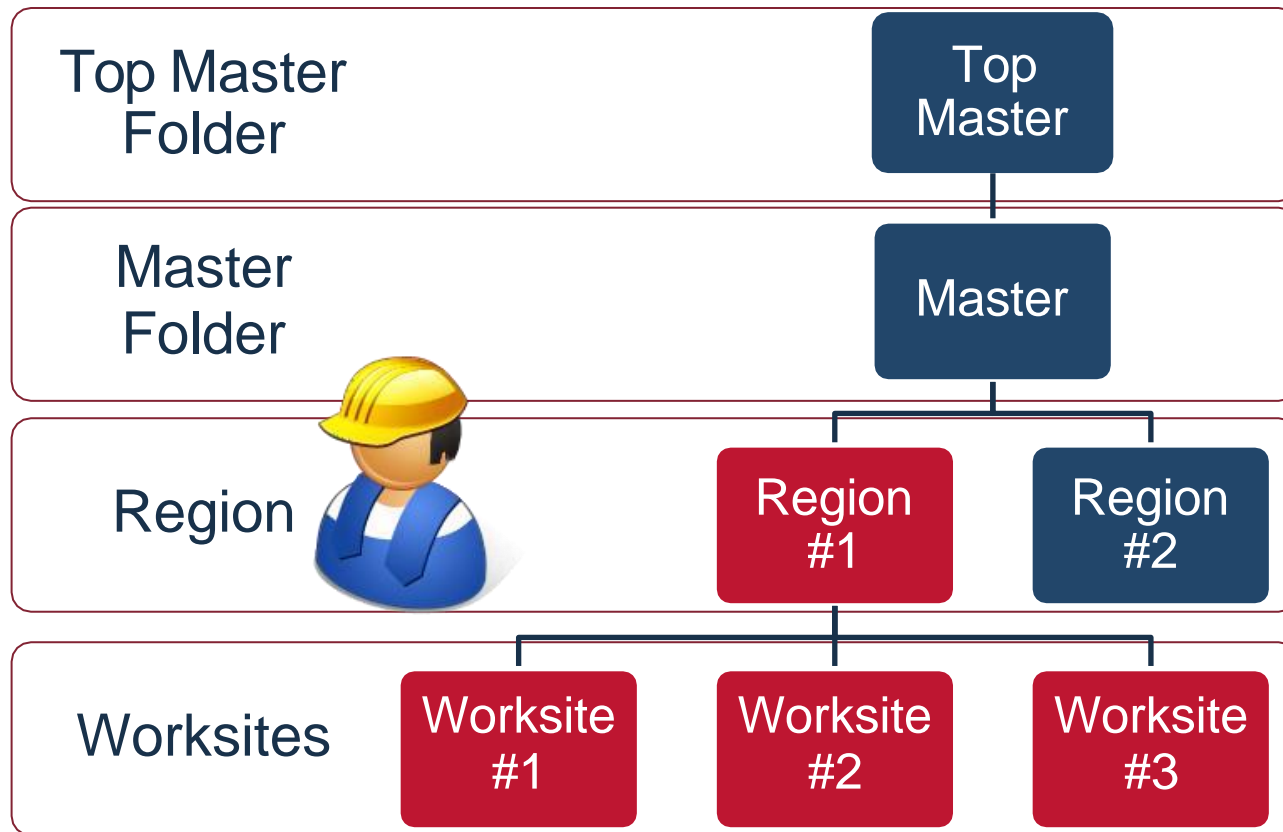 Top Master
Folder
Top
Master
Master
Folder
Master
Region
Region
#1
Region
#2
Worksites
Worksite
#1
Worksite
#2
Worksite
#3